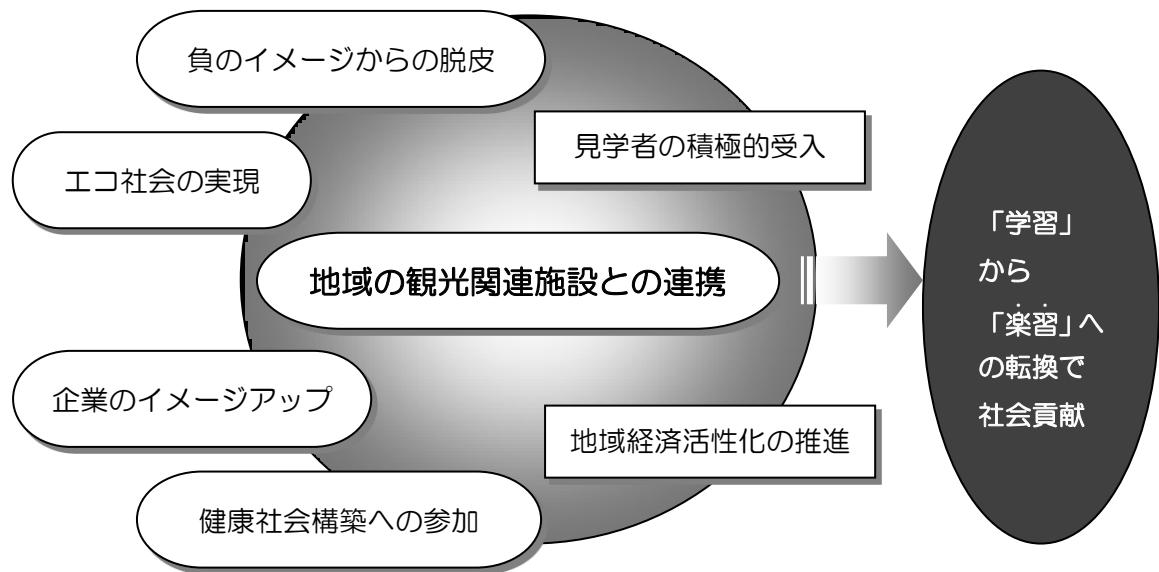 負のイメージからの脱皮
見学者の積極的受入
エコ社会の実現
地域の観光関連施設との連携
企業のイメージアップ
地域経済活性化の推進
健康社会構築への参加
「学習」
から
「楽習」へ
の転換で
社会貢献